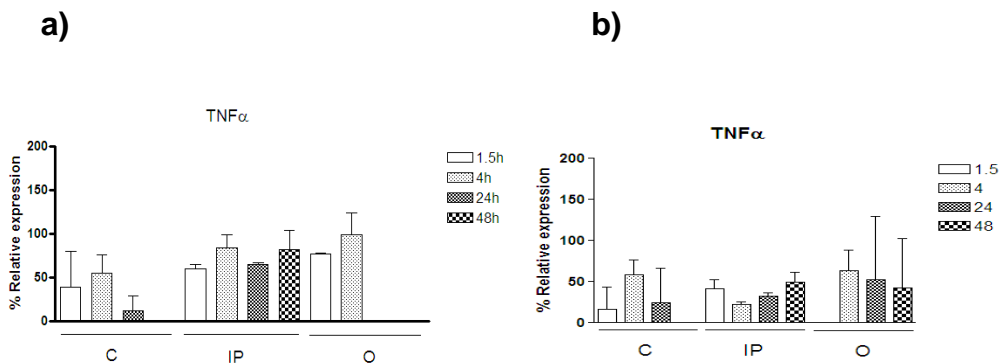 a)
TNFα
% Relative expression
200
150
100
50
0
1.5h
4h
24h
48h
C IP O
b)
TNFα
% Relative expression
200
150
100
50
0
1.5
4
24
48
C IP O